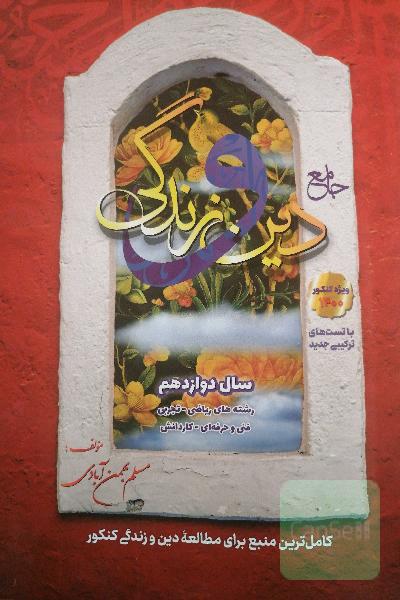 جامع
دین و زندگی
ویژه کنکور
۱۴۰۰
با تست‌های
ترکیبی جدید
سال دوازدهم
رشته های ریاضی - تجربی
فنی و حرفه‌ای - کاردانش
مؤلف:
مسلم بهمن آبادی
کامل‌ترین منبع برای مطالعهٔ دین و زندگی کنکور